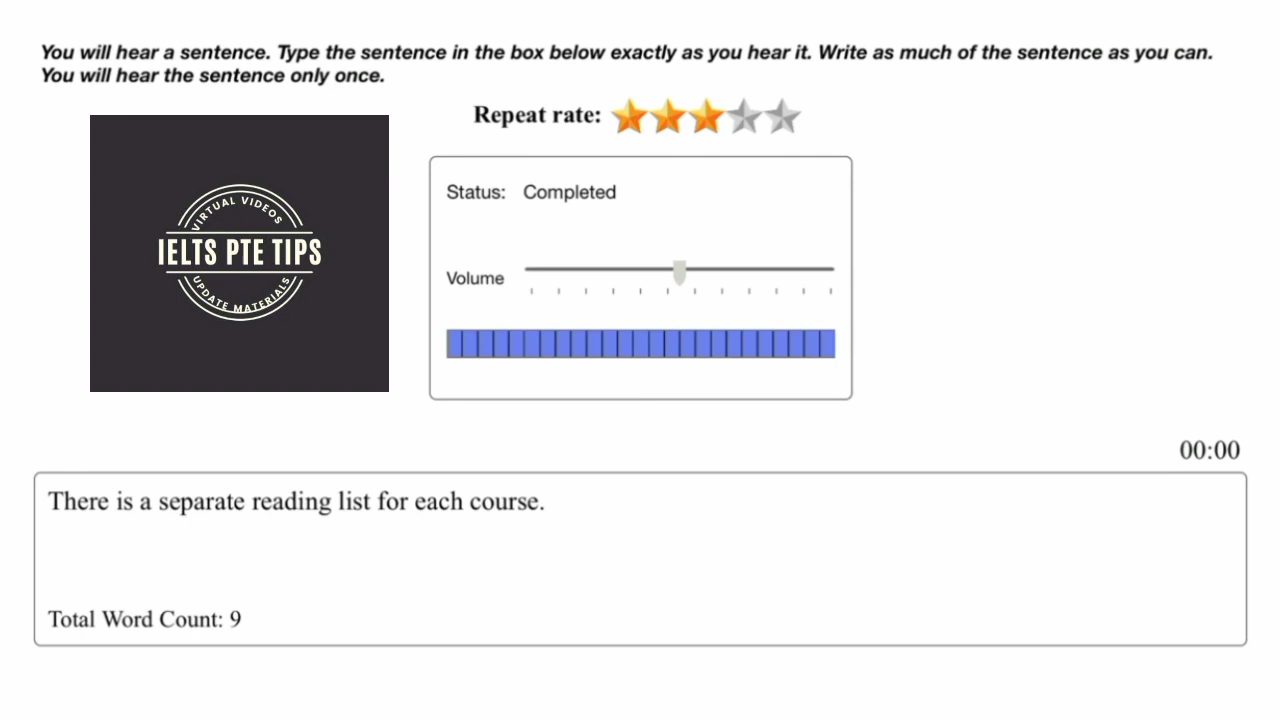 You will hear a sentence. Type the sentence in the box below exactly as you hear it. Write as much of the sentence as you can.
You will hear the sentence only once.
Repeat rate:
VIRTUAL VIDEOS
IELTS PTE TIPS
UPDATE MATERIALS
Status: Completed
Volume
00:00
There is a separate reading list for each course.
Total Word Count: 9